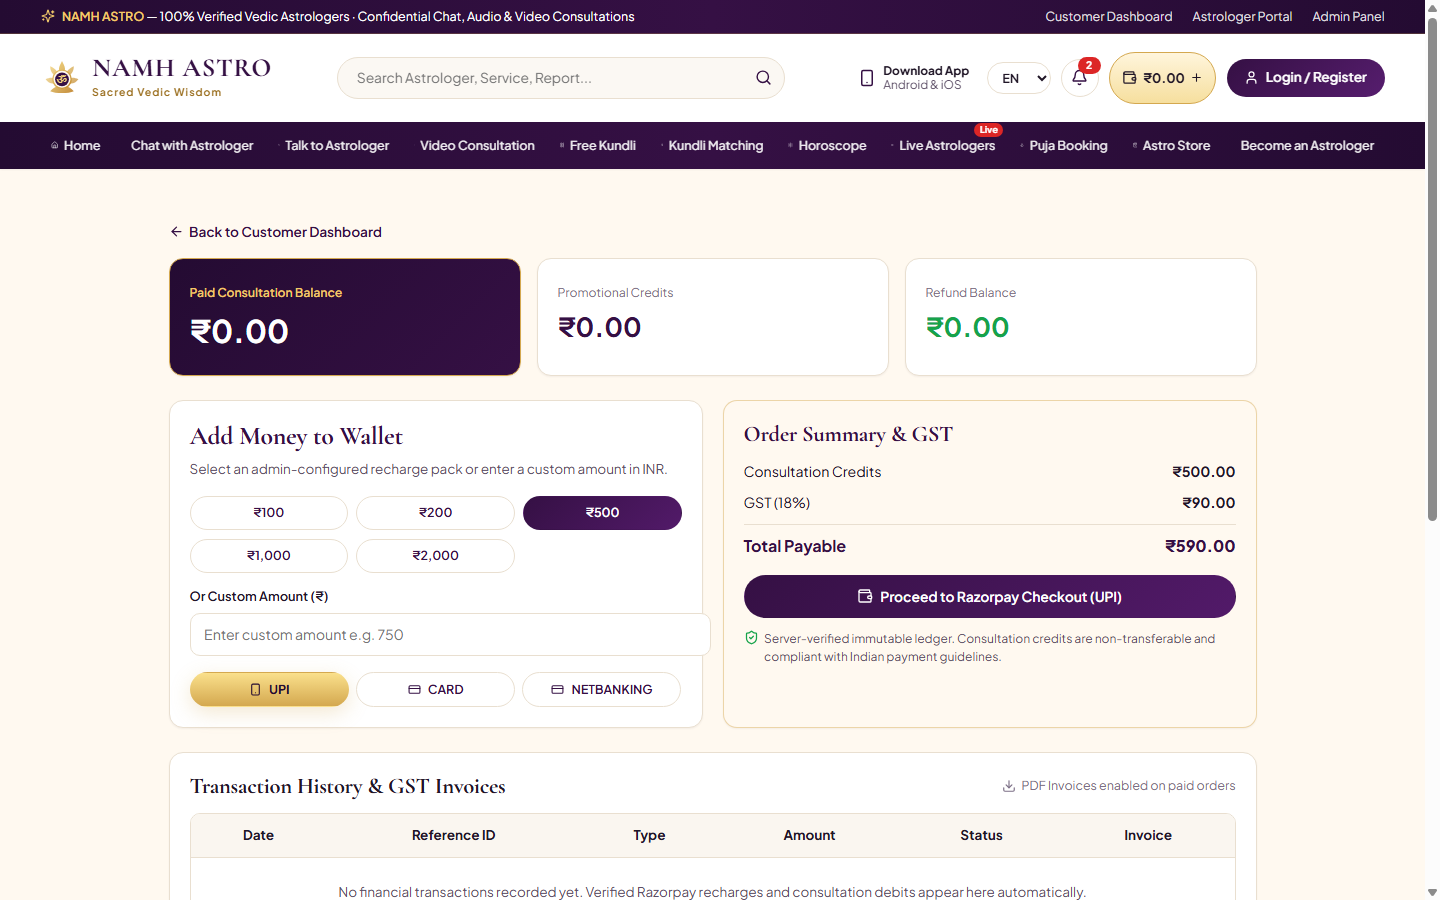 NAMH ASTRO — 100% Verified Vedic Astrologers · Confidential Chat, Audio & Video Consultations
Customer Dashboard Astrologer Portal Admin Panel
NAMH ASTRO
Sacred Vedic Wisdom
Search Astrologer, Service, Report...
Download App
Android & iOS
EN
2
₹0.00 +
Login / Register
Home Chat with Astrologer Talk to Astrologer Video Consultation Free Kundli Kundli Matching Horoscope Live Astrologers Live Puja Booking Astro Store Become an Astrologer
Back to Customer Dashboard
Paid Consultation Balance
₹0.00
Promotional Credits
₹0.00
Refund Balance
₹0.00
Add Money to Wallet
Select an admin-configured recharge pack or enter a custom amount in INR.
₹100 ₹200 ₹500
₹1,000 ₹2,000
Or Custom Amount (₹)
Enter custom amount e.g. 750
UPI CARD NETBANKING
Order Summary & GST
Consultation Credits ₹500.00
GST (18%) ₹90.00
Total Payable ₹590.00
Proceed to Razorpay Checkout (UPI)
Server-verified immutable ledger. Consultation credits are non-transferable and
compliant with Indian payment guidelines.
Transaction History & GST Invoices
PDF Invoices enabled on paid orders
Date Reference ID Type Amount Status Invoice
No financial transactions recorded yet. Verified Razorpay recharges and consultation debits appear here automatically.